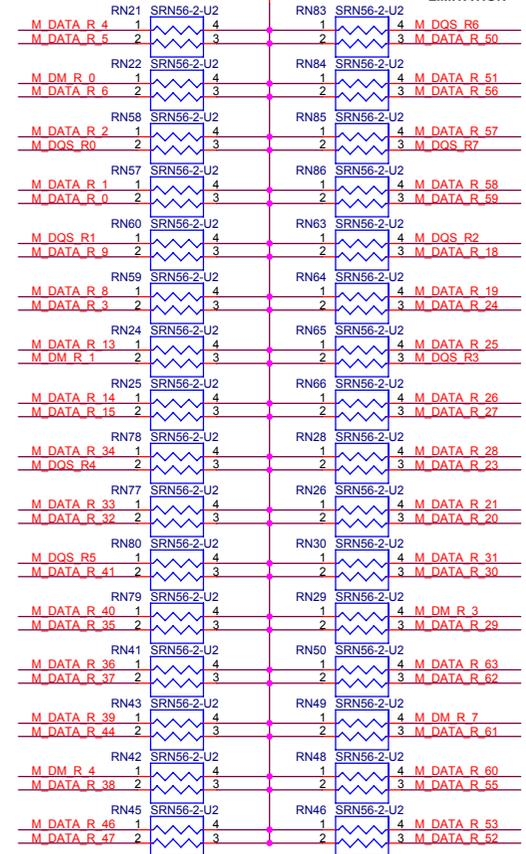 RN21 SRN56-2-U2 RN83 SRN56-2-U2
M_DATA_R_4 1 4 1 4 M_DQS_R6
M_DATA_R_5 2 3 2 3 M_DATA_R_50
RN22 SRN56-2-U2 RN84 SRN56-2-U2
M_DM_R_0 1 4 1 4 M_DATA_R_51
M_DATA_R_6 2 3 2 3 M_DATA_R_56
RN58 SRN56-2-U2 RN85 SRN56-2-U2
M_DATA_R_2 1 4 1 4 M_DATA_R_57
M_DQS_R0 2 3 2 3 M_DQS_R7
RN57 SRN56-2-U2 RN86 SRN56-2-U2
M_DATA_R_1 1 4 1 4 M_DATA_R_58
M_DATA_R_0 2 3 2 3 M_DATA_R_59
RN60 SRN56-2-U2 RN63 SRN56-2-U2
M_DQS_R1 1 4 1 4 M_DQS_R2
M_DATA_R_9 2 3 2 3 M_DATA_R_18
RN59 SRN56-2-U2 RN64 SRN56-2-U2
M_DATA_R_8 1 4 1 4 M_DATA_R_19
M_DATA_R_3 2 3 2 3 M_DATA_R_24
RN24 SRN56-2-U2 RN65 SRN56-2-U2
M_DATA_R_13 1 4 1 4 M_DATA_R_25
M_DM_R_1 2 3 2 3 M_DQS_R3
RN25 SRN56-2-U2 RN66 SRN56-2-U2
M_DATA_R_14 1 4 1 4 M_DATA_R_26
M_DATA_R_15 2 3 2 3 M_DATA_R_27
RN78 SRN56-2-U2 RN28 SRN56-2-U2
M_DATA_R_34 1 4 1 4 M_DATA_R_28
M_DQS_R4 2 3 2 3 M_DATA_R_23
RN77 SRN56-2-U2 RN26 SRN56-2-U2
M_DATA_R_33 1 4 1 4 M_DATA_R_21
M_DATA_R_32 2 3 2 3 M_DATA_R_20
RN80 SRN56-2-U2 RN30 SRN56-2-U2
M_DQS_R5 1 4 1 4 M_DATA_R_31
M_DATA_R_41 2 3 2 3 M_DATA_R_30
RN79 SRN56-2-U2 RN29 SRN56-2-U2
M_DATA_R_40 1 4 1 4 M_DM_R_3
M_DATA_R_35 2 3 2 3 M_DATA_R_29
RN41 SRN56-2-U2 RN50 SRN56-2-U2
M_DATA_R_36 1 4 1 4 M_DATA_R_63
M_DATA_R_37 2 3 2 3 M_DATA_R_62
RN43 SRN56-2-U2 RN49 SRN56-2-U2
M_DATA_R_39 1 4 1 4 M_DM_R_7
M_DATA_R_44 2 3 2 3 M_DATA_R_61
RN42 SRN56-2-U2 RN48 SRN56-2-U2
M_DM_R_4 1 4 1 4 M_DATA_R_60
M_DATA_R_38 2 3 2 3 M_DATA_R_55
RN45 SRN56-2-U2 RN46 SRN56-2-U2
M_DATA_R_46 1 4 1 4 M_DATA_R_53
M_DATA_R_47 2 3 2 3 M_DATA_R_52